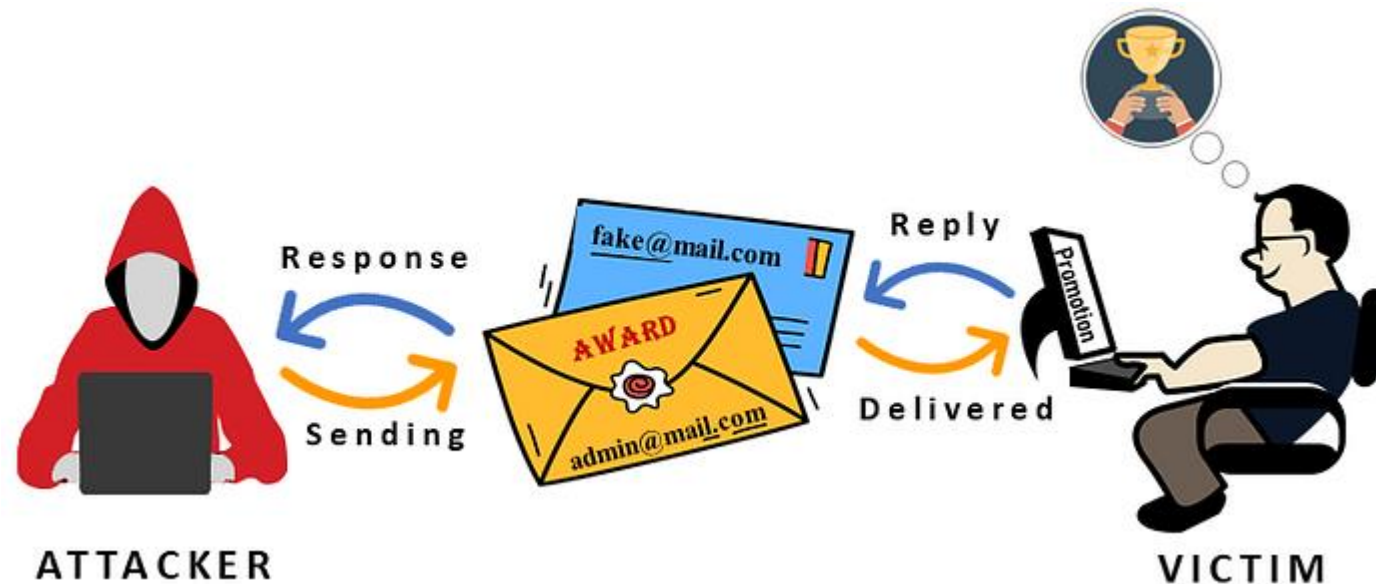 Response
Sending
fake@mail.com
AWARD
admin@mail.com
Reply
Delivered
Promotion
ATTACKER
VICTIM